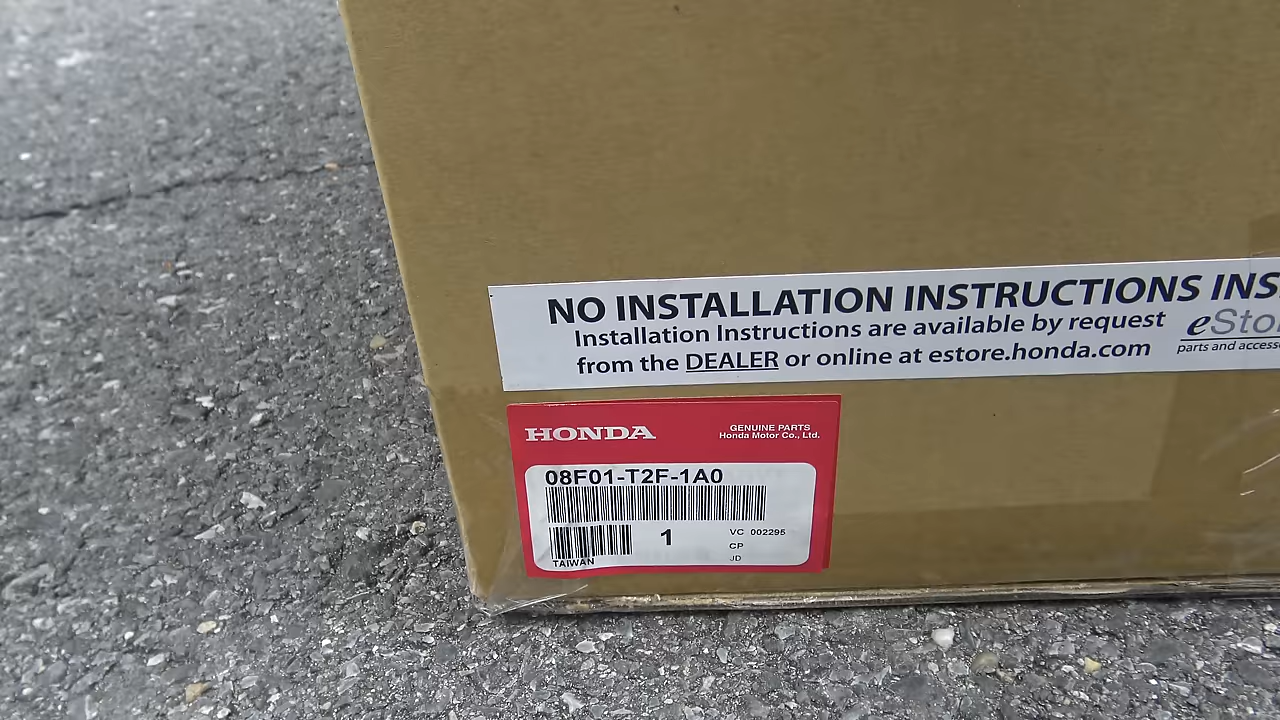 NO INSTALLATION INSTRUCTIONS INS
Installation Instructions are available by request
from the DEALER or online at estore.honda.com
eSto
parts and access
HONDA
GENUINE PARTS
Honda Motor Co., Ltd.
08F01-T2F-1A0
1
VC 002295
CP
JD
TAIWAN